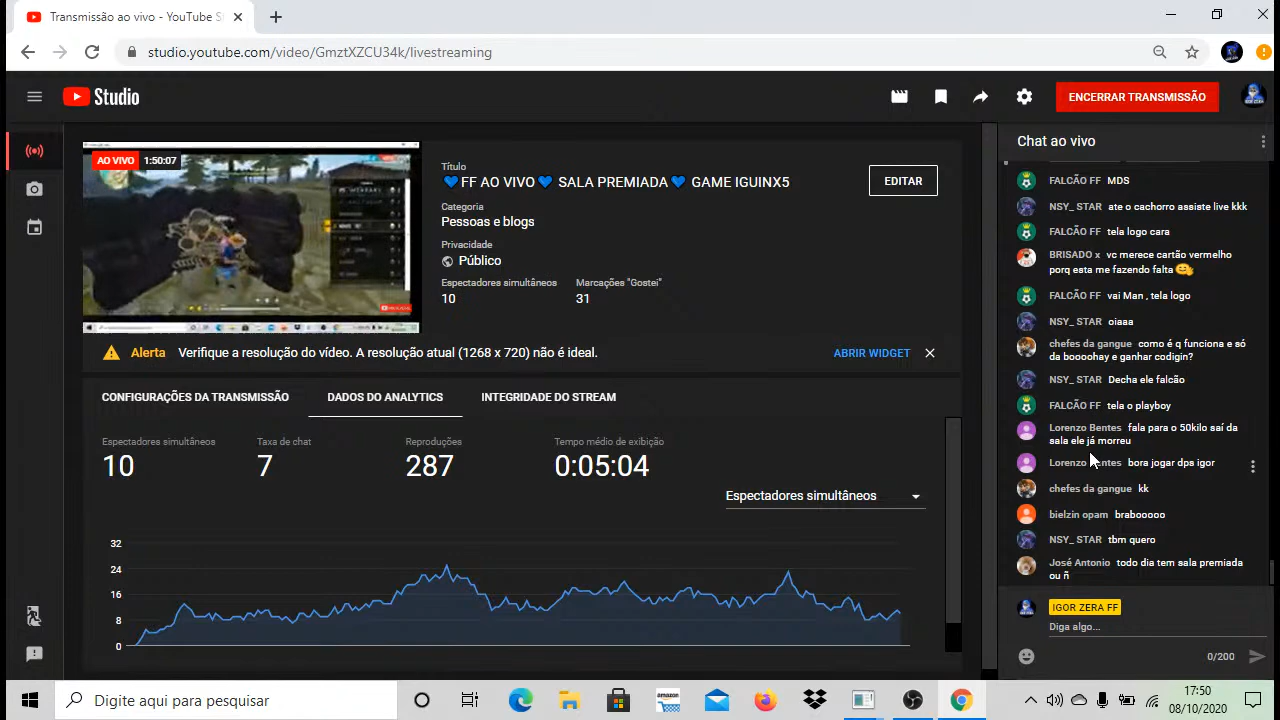 Transmissão ao vivo - YouTube S
studio.youtube.com/video/GmztXZCU34k/livestreaming
Studio
ENCERRAR TRANSMISSÃO
AO VIVO 1:50:07
Título
💙FF AO VIVO💙 SALA PREMIADA💙 GAME IGUINX5
EDITAR
Categoria
Pessoas e blogs
Privacidade
Público
Espectadores simultâneos
Marcações "Gostei"
10
31
Alerta Verifique a resolução do vídeo. A resolução atual (1268 x 720) não é ideal.
ABRIR WIDGET
CONFIGURAÇÕES DA TRANSMISSÃO
DADOS DO ANALYTICS
INTEGRIDADE DO STREAM
Espectadores simultâneos
Taxa de chat
Reproduções
Tempo médio de exibição
10
7
287
0:05:04
Espectadores simultâneos
32
24
16
8
0
Chat ao vivo
FALCÃO FF MDS
NSY_ STAR ate o cachorro assiste live kkk
FALCÃO FF tela logo cara
BRISADO x vc merece cartão vermelho
porq esta me fazendo falta 🤗
FALCÃO FF vai Man , tela logo
NSY_ STAR oiaaa
chefes da gangue como é q funciona e só
da boooohay e ganhar codigin?
NSY_ STAR Decha ele falcão
FALCÃO FF tela o playboy
Lorenzo Bentes fala para o 50kilo saí da
sala ele já morreu
Lorenzo Bentes bora jogar dpa igor
chefes da gangue kk
bielzin opam brabooooo
NSY_ STAR tbm quero
José Antonio todo dia tem sala premiada
ou ñ
IGOR ZERA FF
Diga algo...
0/200
Digite aqui para pesquisar
amazon
17:50
08/10/2020